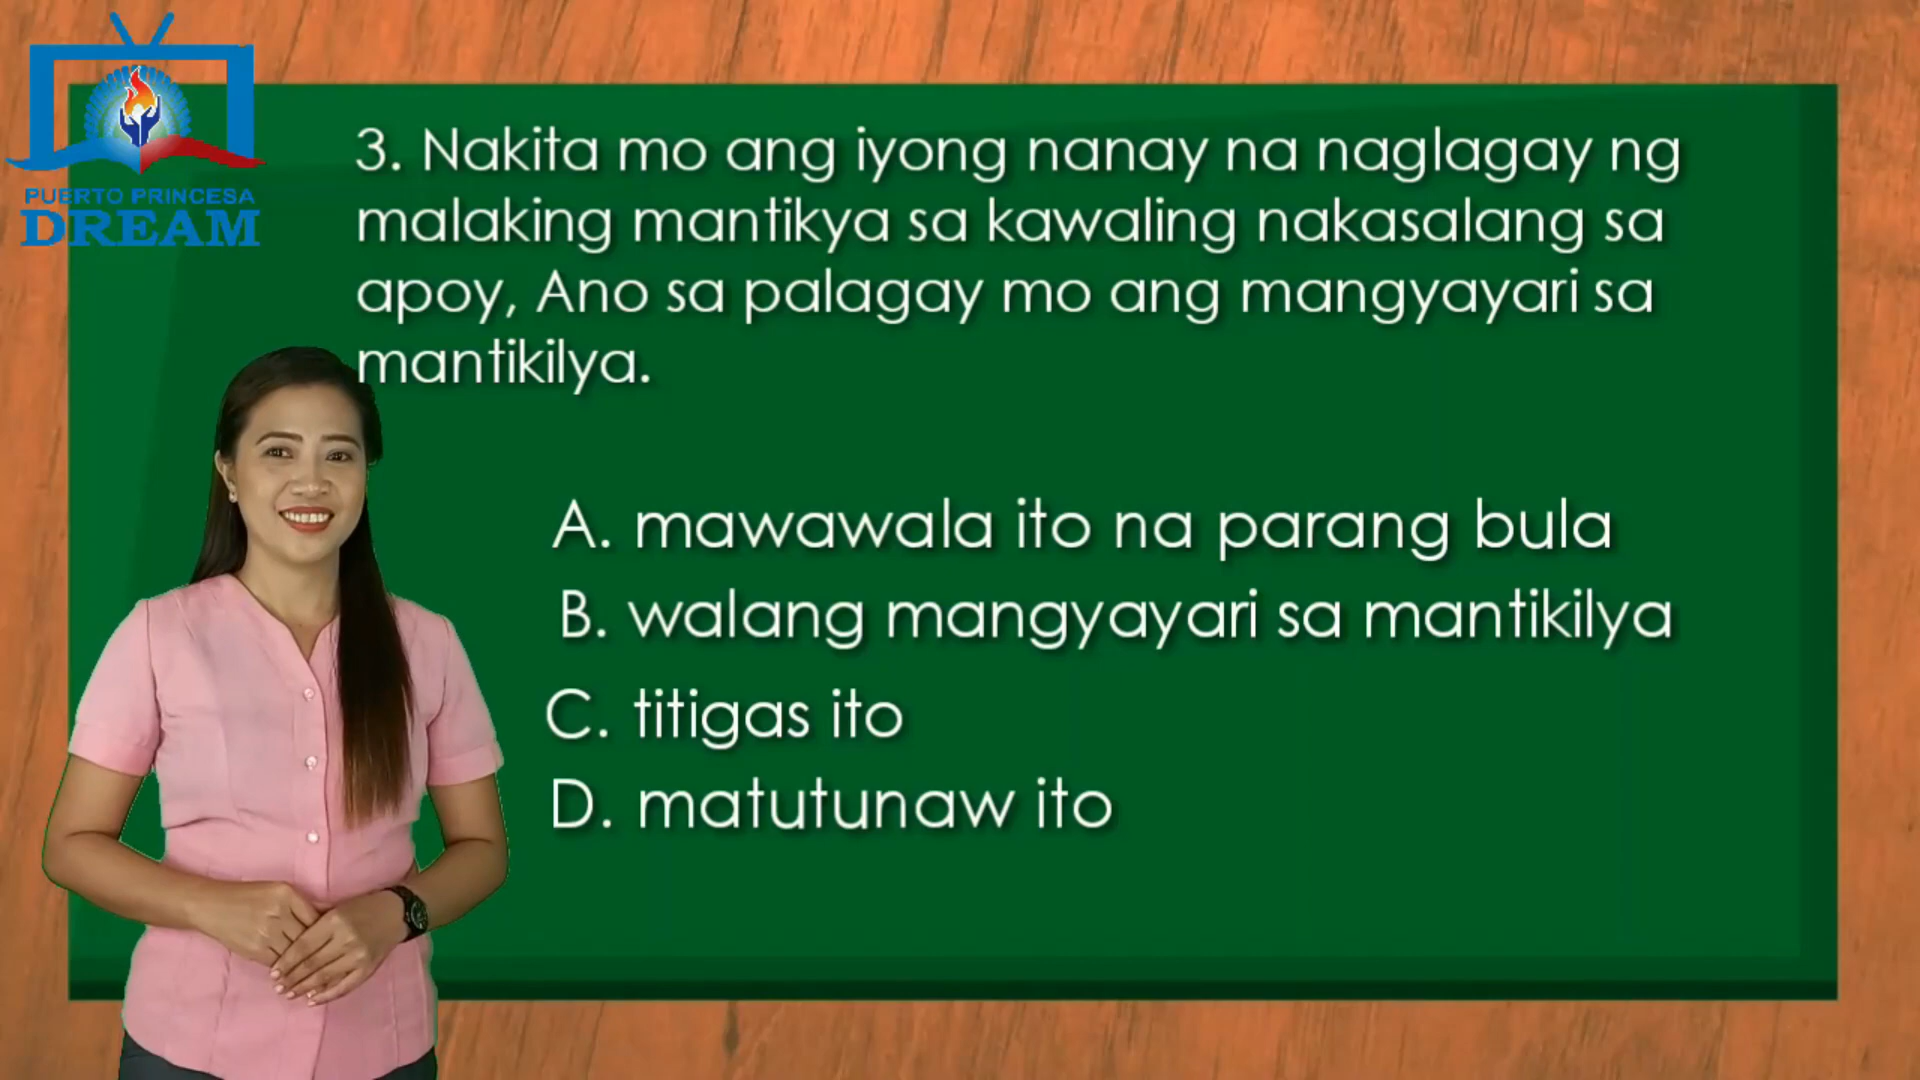 PUERTO PRINCESA
DREAM
3. Nakita mo ang iyong nanay na naglagay ng
malaking mantikya sa kawaling nakasalang sa
apoy, Ano sa palagay mo ang mangyayari sa
mantikilya.
A. mawawala ito na parang bula
B. walang mangyayari sa mantikilya
C. titigas ito
D. matutunaw ito